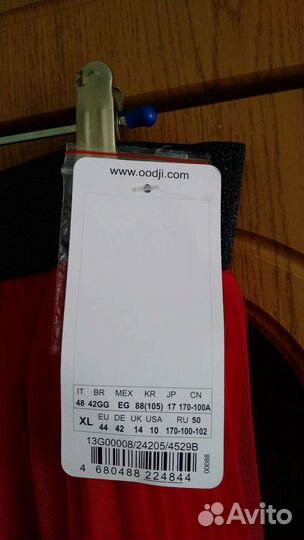 www.oodji.com
IT BR MEX KR JP CN
48 42GG EG 88(105) 17 170-100A
XL EU DE UK USA RU 50
44 42 14 10 170-100-102
13G00008/24205/4529B
00088
4 680488 224844
Avito